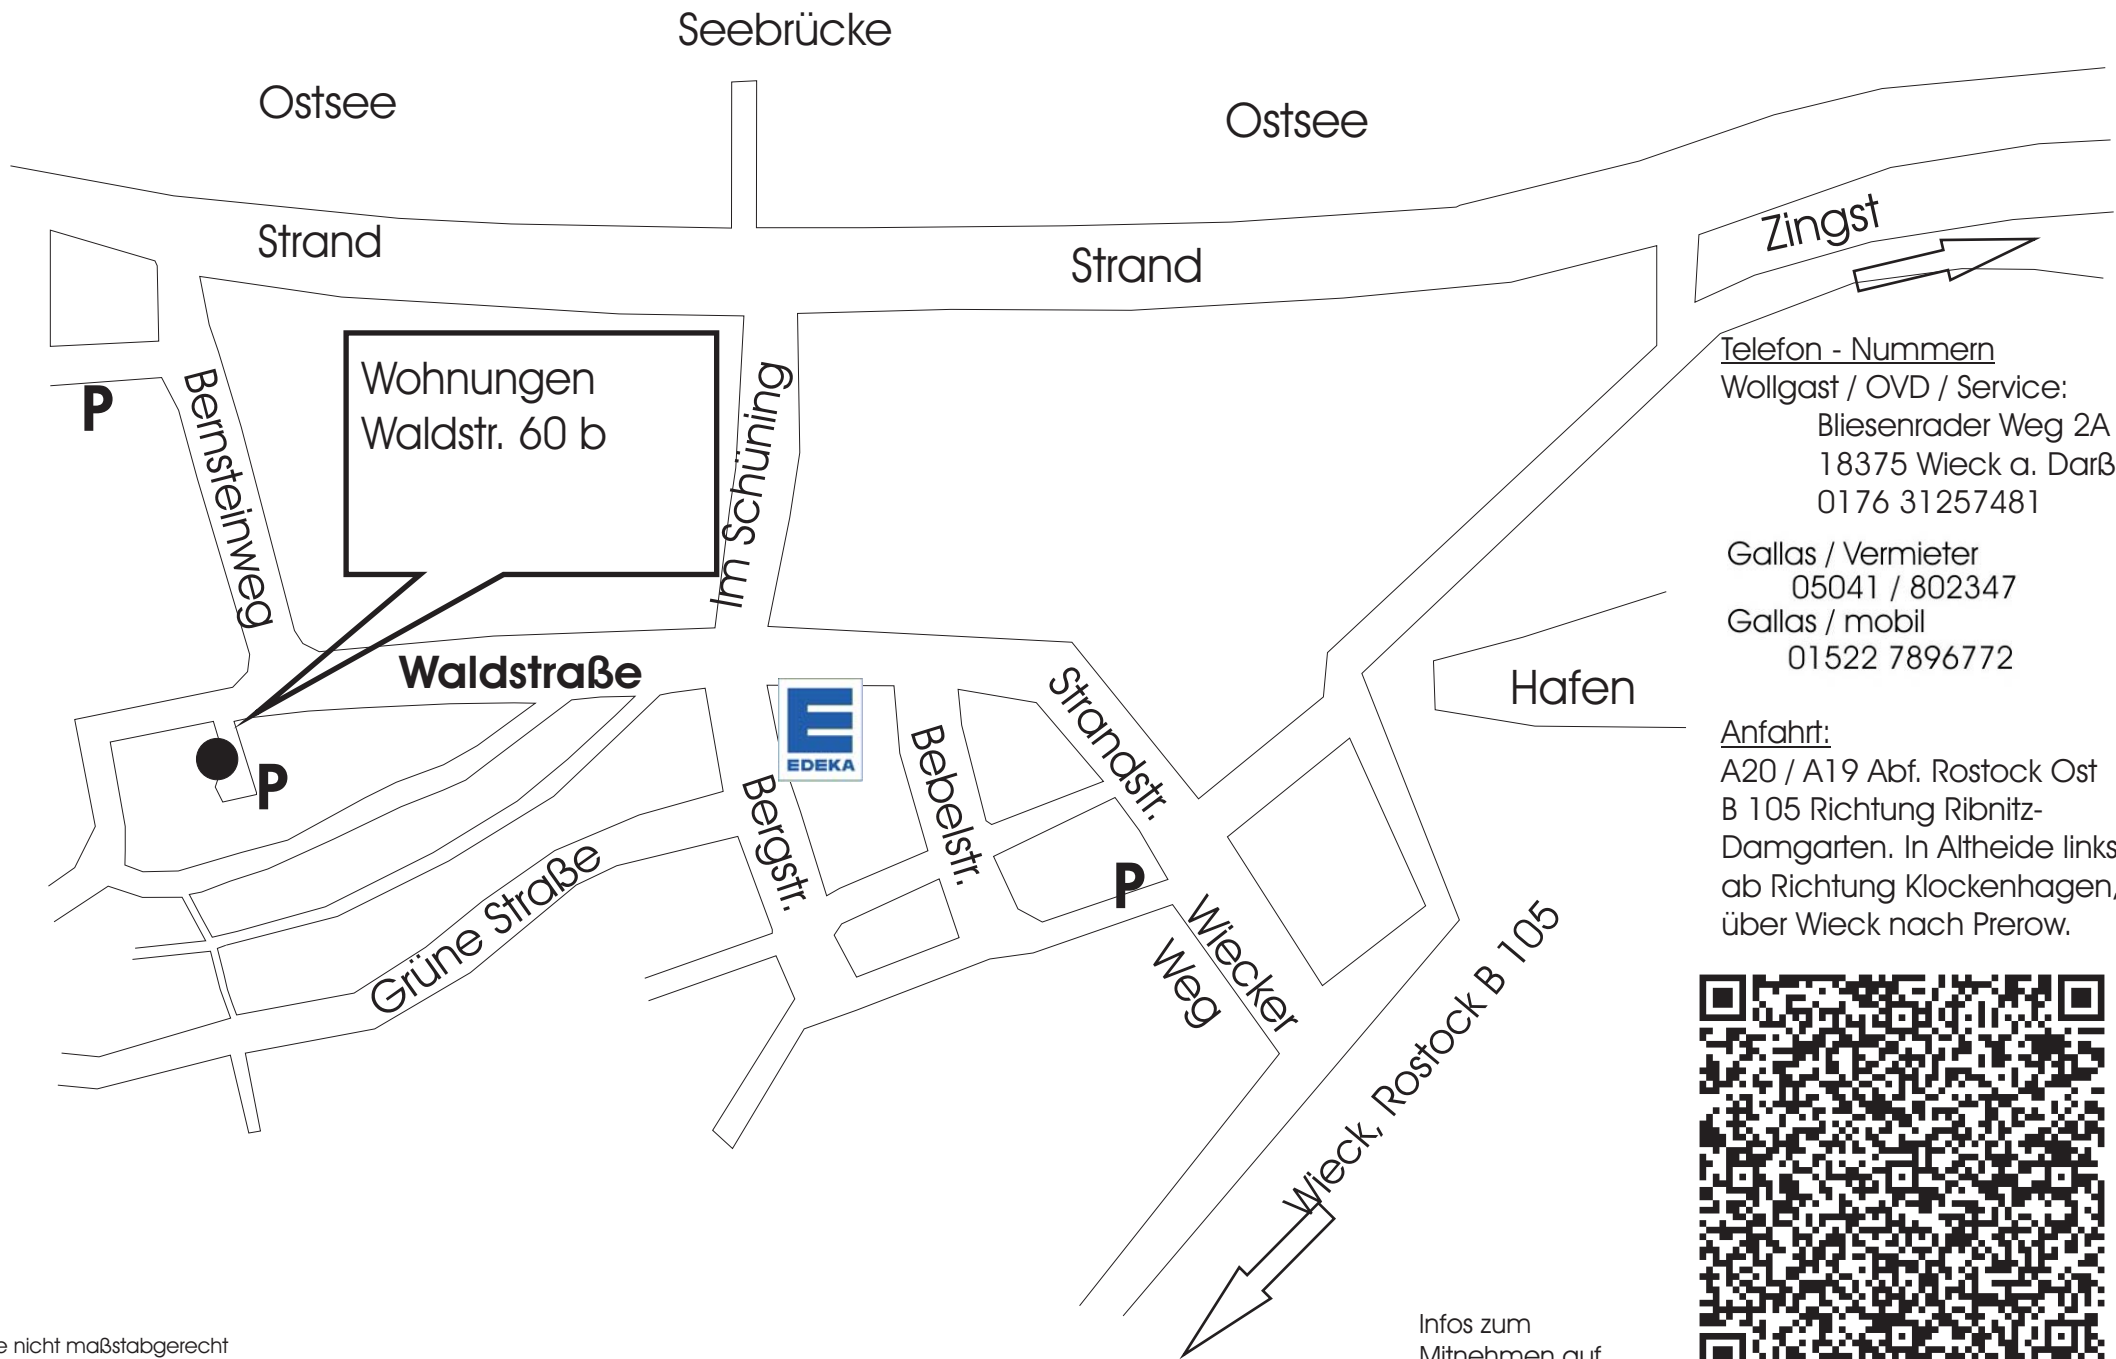 Seebrücke
Ostsee
Ostsee
Strand
Strand
Zingst
Wohnungen
Waldstr. 60 b
P
Bernsteinweg
Im Schüning
Waldstraße
P
EDEKA
Bergstr.
Bebelstr.
Strandstr.
Hafen
Grüne Straße
P
Wiecker
Weg
Wieck, Rostock B 105
Telefon - Nummern
Wollgast / OVD / Service:
Bliesenrader Weg 2A
18375 Wieck a. Darß
0176 31257481
Gallas / Vermieter
05041 / 802347
Gallas / mobil
01522 7896772
Anfahrt:
A20 / A19 Abf. Rostock Ost
B 105 Richtung Ribnitz-
Damgarten. In Altheide links
ab Richtung Klockenhagen,
über Wieck nach Prerow.
nicht maßstabgerecht
Infos zum
Mitnehmen auf